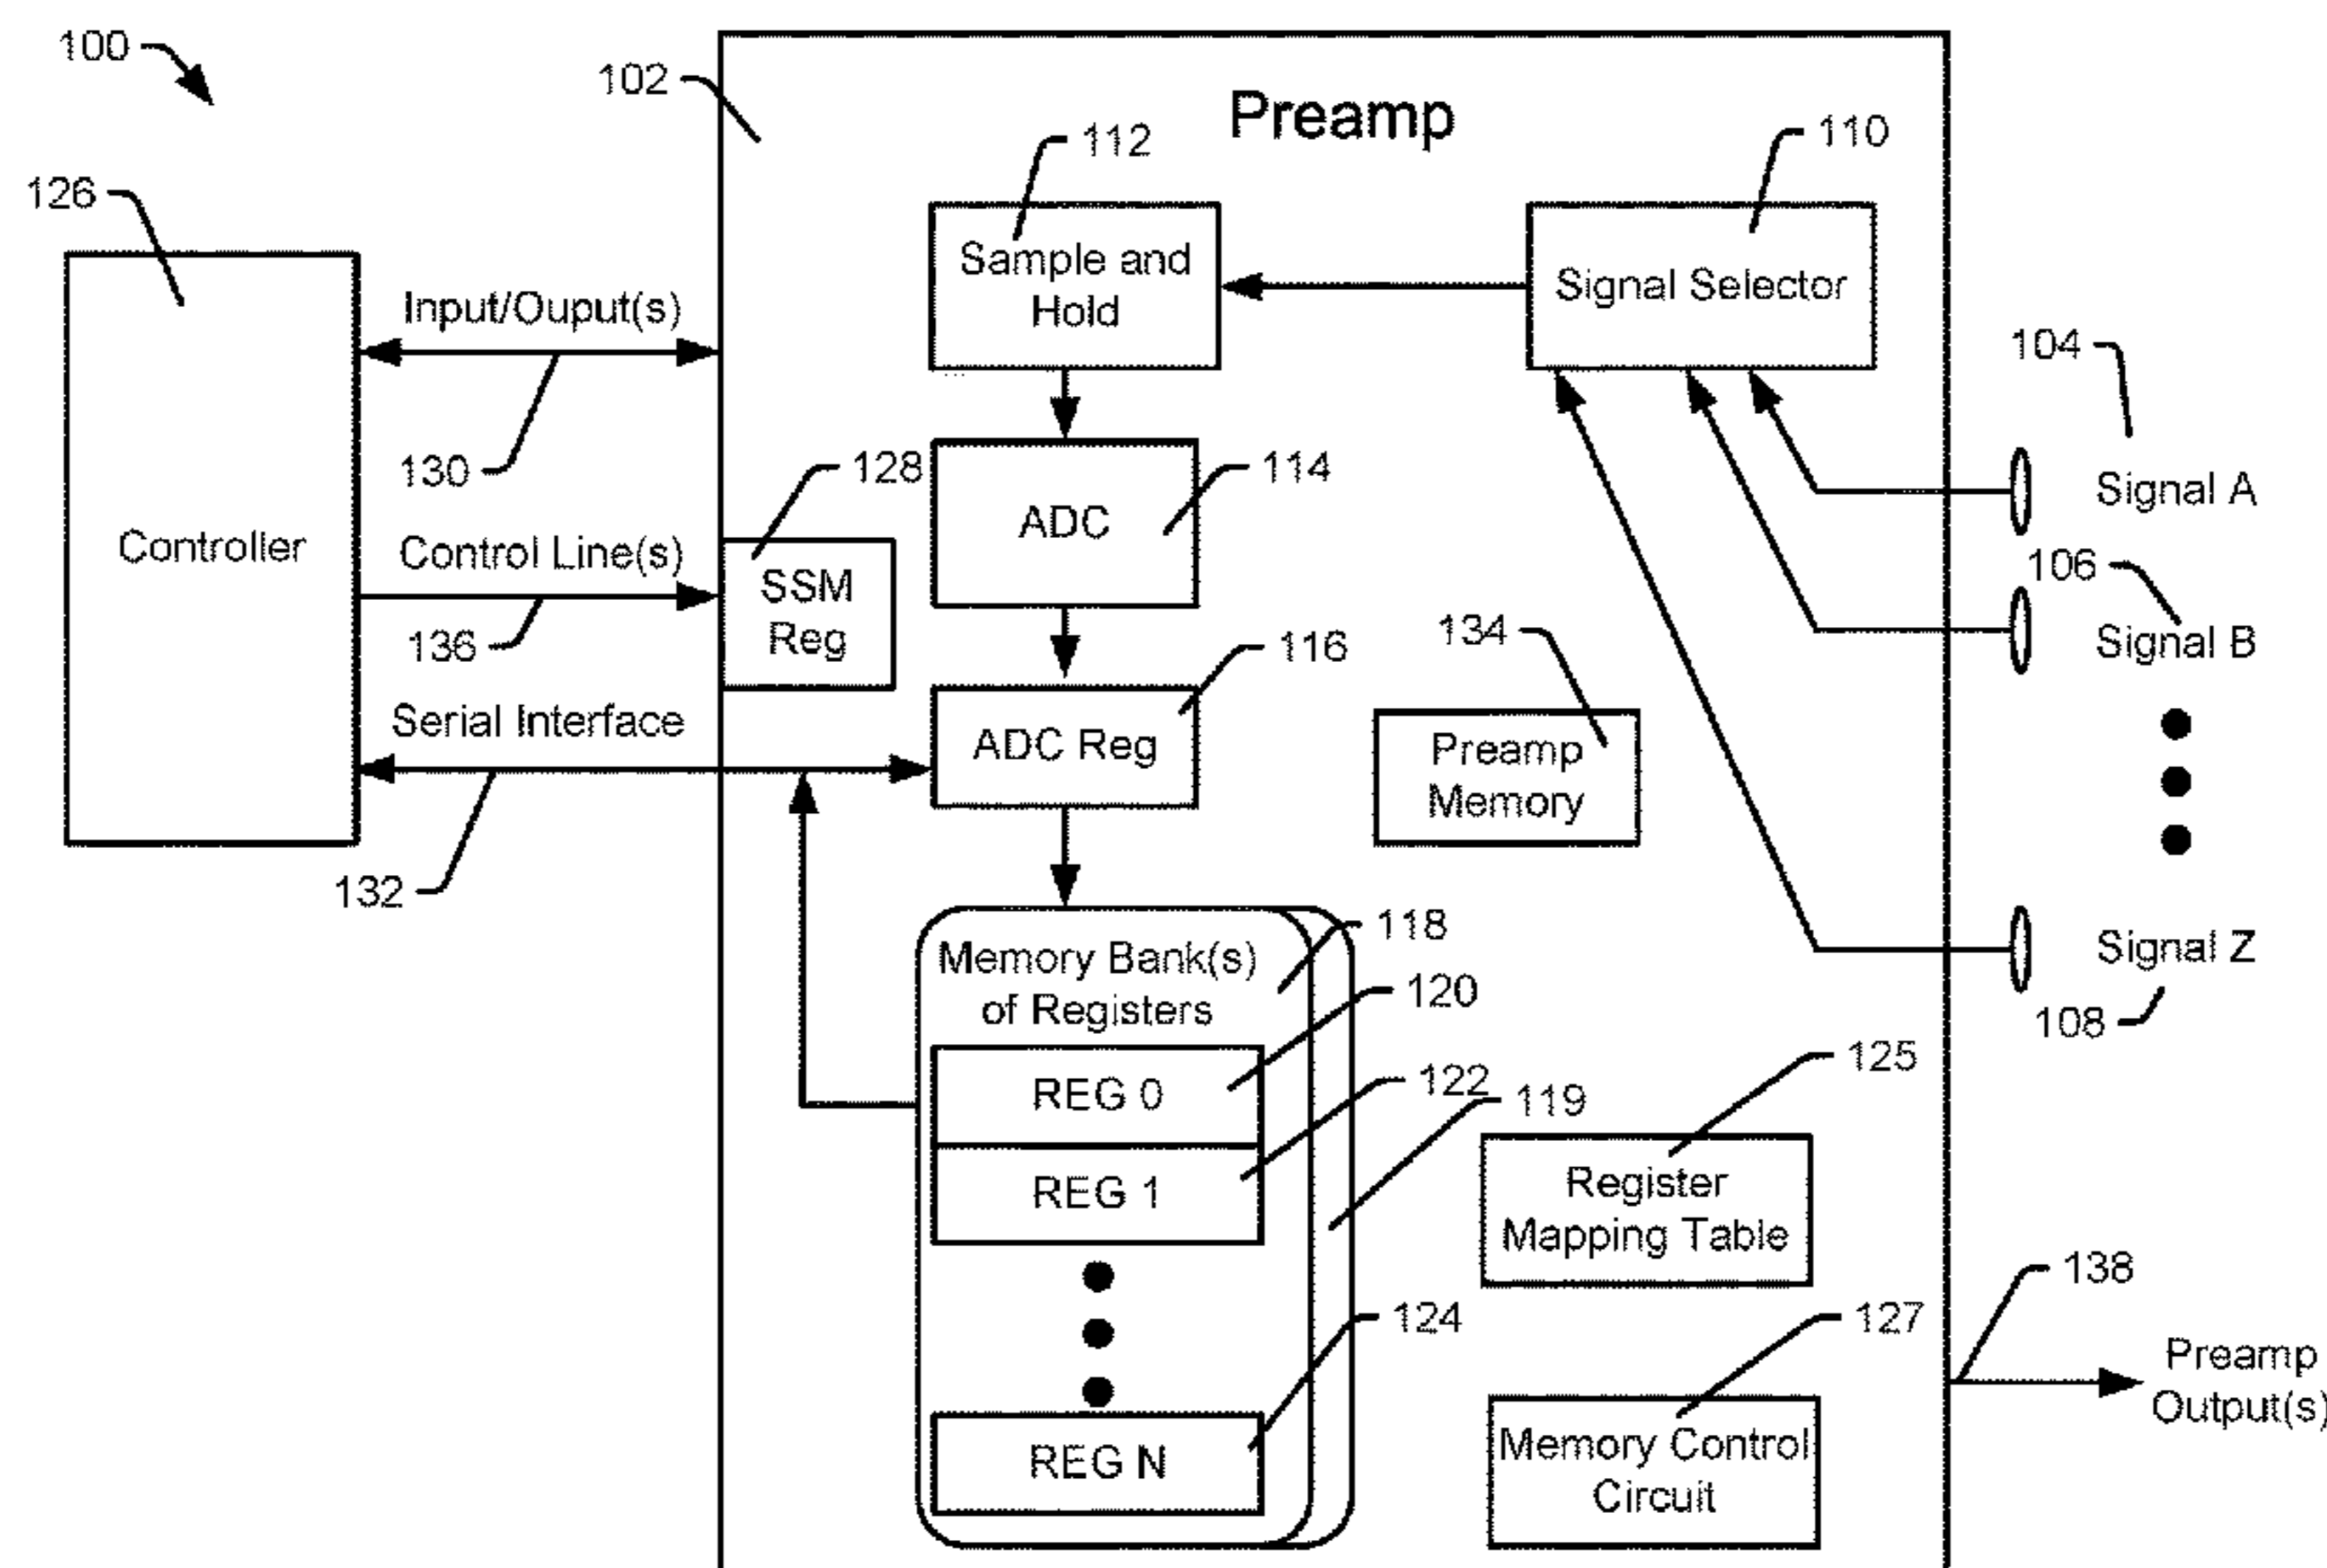 100
102
Preamp
112
110
126
Sample and
Hold
Signal Selector
Input/Ouput(s)
104
130
128
114
Signal A
ADC
Controller
Control Line(s)
106
SSM
Reg
134
Signal B
136
116
Serial Interface
ADC Reg
Preamp
Memory
132
118
Signal Z
Memory Bank(s)
of Registers
120
108
125
REG 0
122
119
REG 1
Register
Mapping Table
138
124
127
Preamp
Output(s)
REG N
Memory Control
Circuit